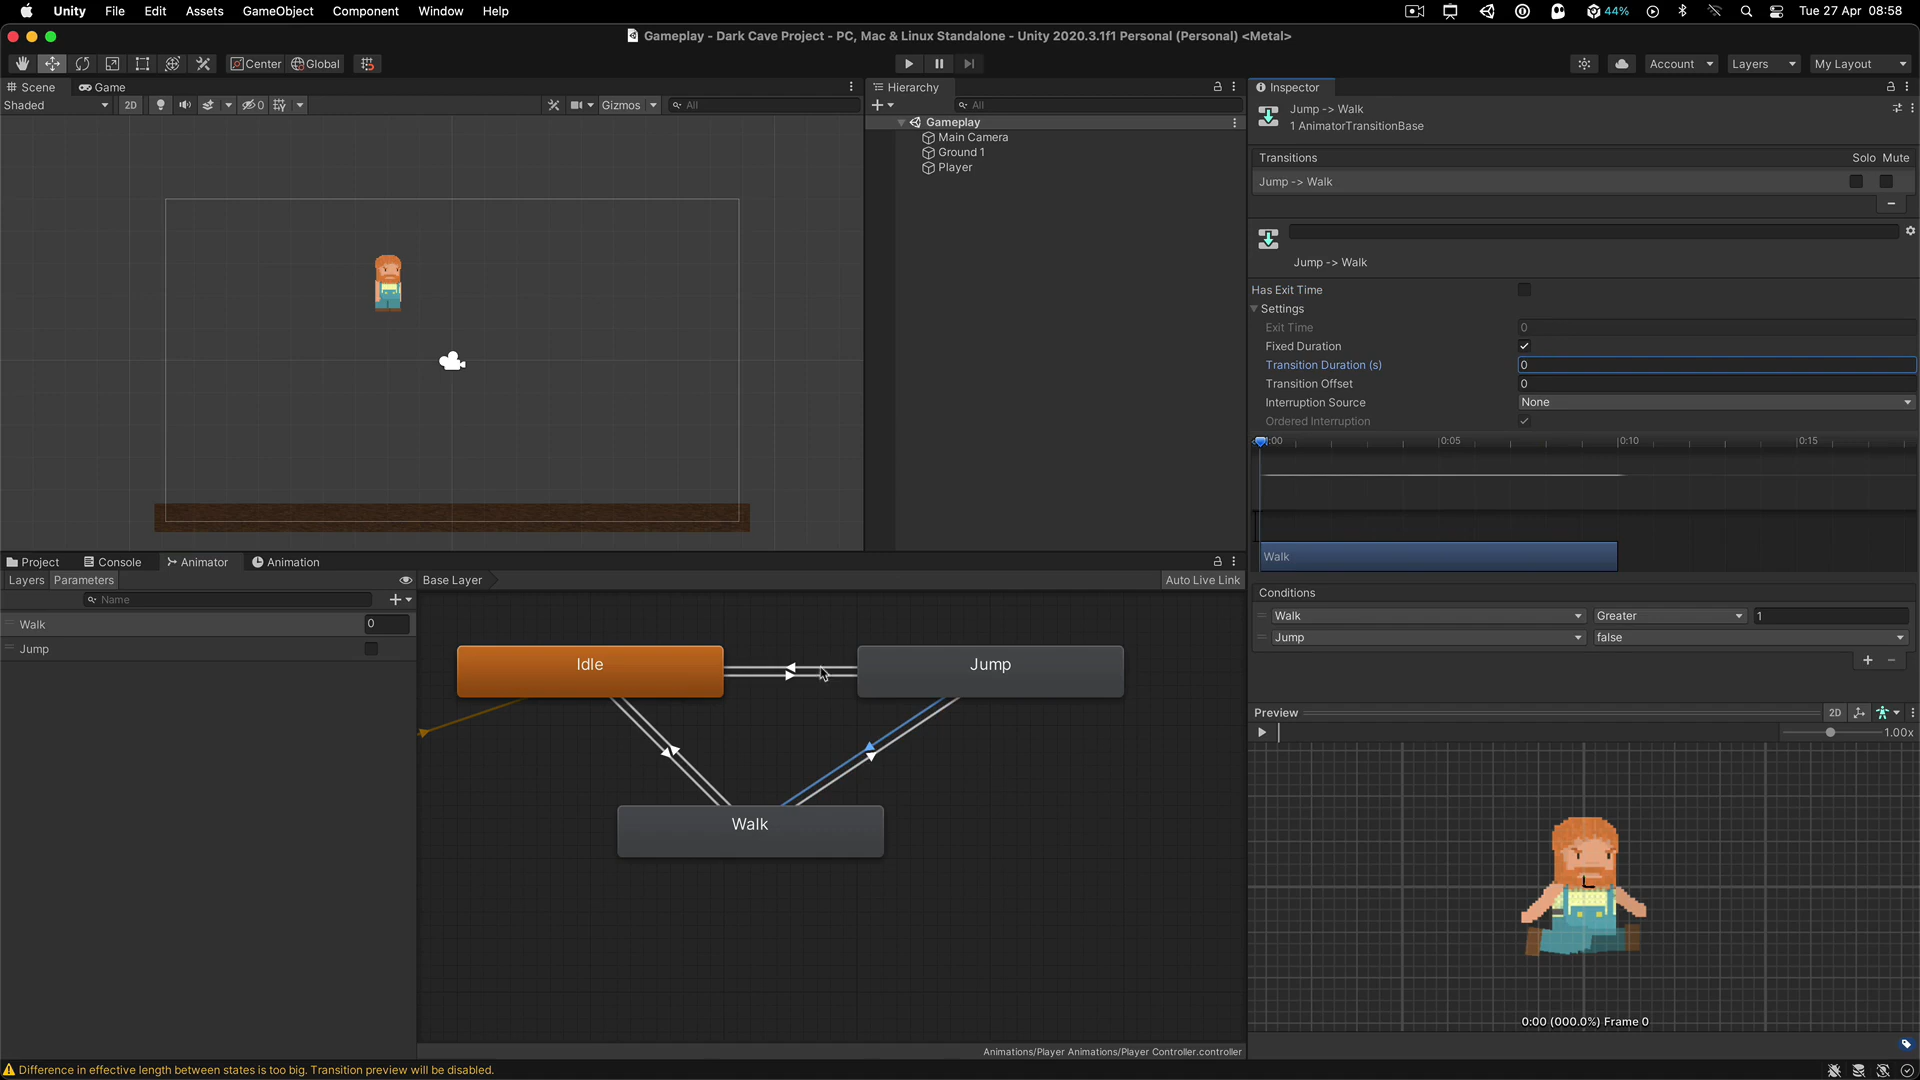 Unity File Edit Assets GameObject Component Window Help 44% Tue 27 Apr 08:58
Gameplay - Dark Cave Project - PC, Mac & Linux Standalone - Unity 2020.3.1f1 Personal (Personal) <Metal>
Center Global Account Layers My Layout
Scene Game
Shaded 2D 0 Gizmos All
Hierarchy
All
Gameplay
Main Camera
Ground 1
Player
Inspector
Jump -> Walk
1 AnimatorTransitionBase
Transitions Solo Mute
Jump -> Walk
Jump -> Walk
Has Exit Time
Settings
Exit Time 0
Fixed Duration
Transition Duration (s) 0
Transition Offset 0
Interruption Source None
Ordered Interruption
0:00 0:05 0:10 0:15
Walk
Conditions
Walk Greater 1
Jump false
Preview 2D
1.00x
0:00 (000.0%) Frame 0
Project Console Animator Animation
Layers Parameters Base Layer Auto Live Link
Name
Walk 0
Jump
Idle
Jump
Walk
Animations/Player Animations/Player Controller.controller
Difference in effective length between states is too big. Transition preview will be disabled.